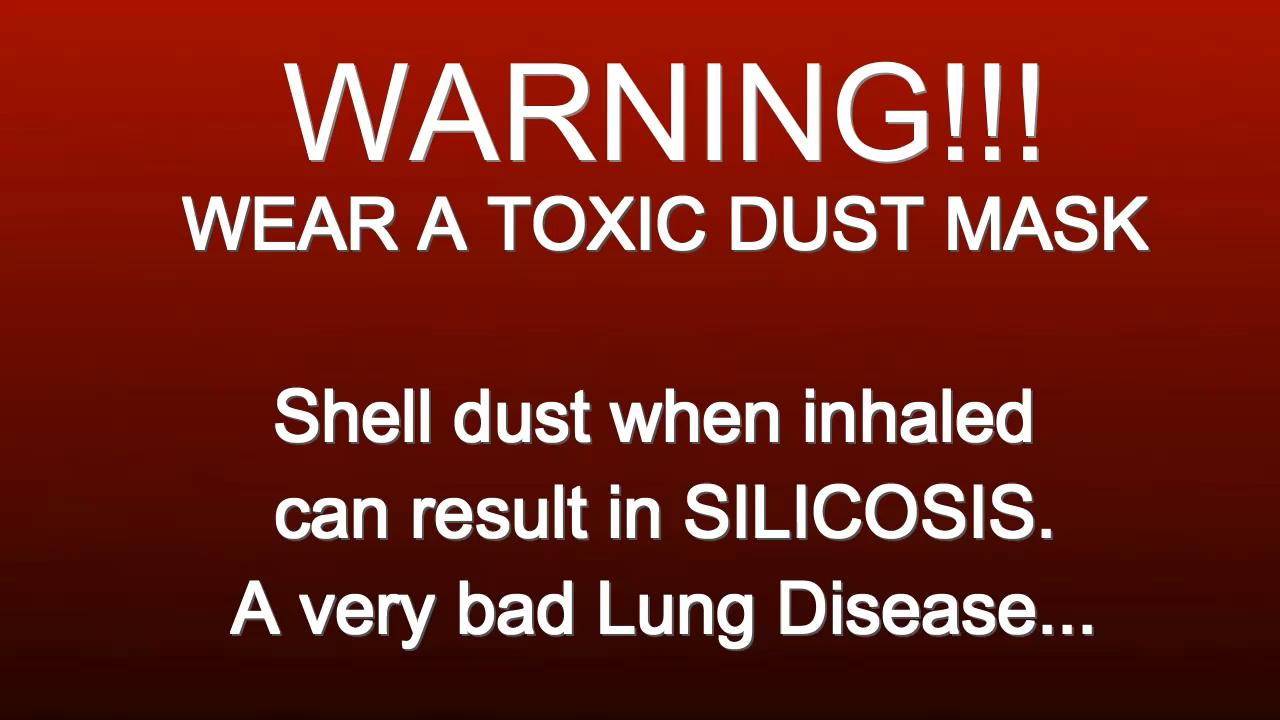 WARNING!!!
WEAR A TOXIC DUST MASK
Shell dust when inhaled
can result in SILICOSIS.
A very bad Lung Disease...